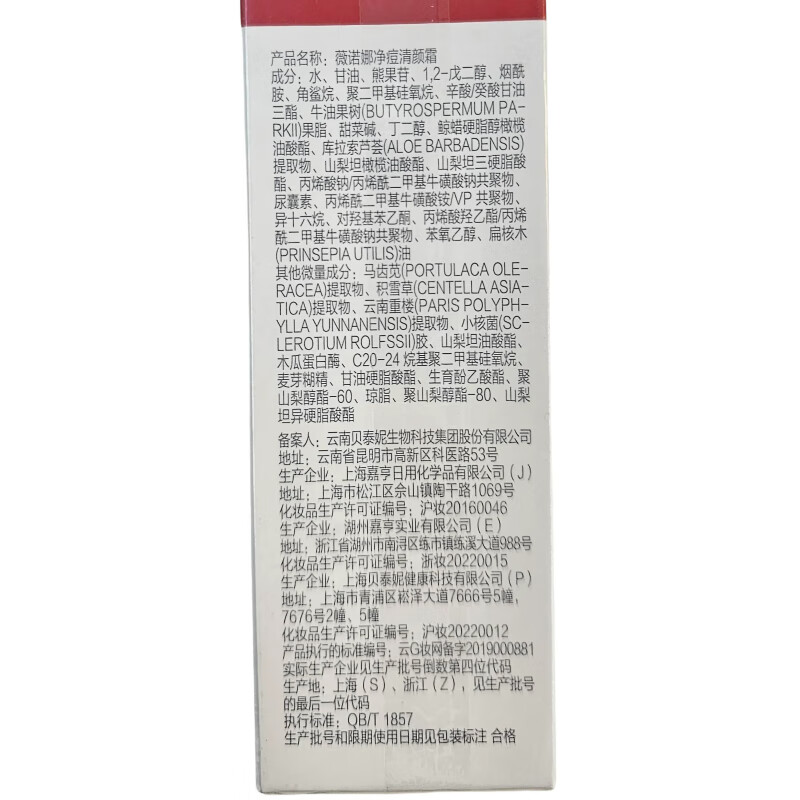 产品名称：薇诺娜净痘清颜霜
成分：水、甘油、熊果苷、1,2-戊二醇、烟酰
胺、角鲨烷、聚二甲基硅氧烷、辛酸/癸酸甘油
三酯、牛油果树(BUTYROSPERMUM PA-
RKII)果脂、甜菜碱、丁二醇、鲸蜡硬脂醇橄榄
油酸酯、库拉索芦荟(ALOE BARBADENSIS)
提取物、山梨坦橄榄油酸酯、山梨坦三硬脂酸
酯、丙烯酸钠/丙烯酰二甲基牛磺酸钠共聚物、
尿囊素、丙烯酰二甲基牛磺酸铵/VP 共聚物、
异十六烷、对羟基苯乙酮、丙烯酸羟乙酯/丙烯
酰二甲基牛磺酸钠共聚物、苯氧乙醇、扁核木
(PRINSEPIA UTILIS)油
其他微量成分：马齿苋(PORTULACA OLE-
RACEA)提取物、积雪草(CENTELLA ASIA-
TICA)提取物、云南重楼(PARIS POLYPH-
YLLA YUNNANENSIS)提取物、小核菌(SC-
LEROTIUM ROLFSSII)胶、山梨坦油酸酯、
木瓜蛋白酶、C20-24 烷基聚二甲基硅氧烷、
麦芽糊精、甘油硬脂酸酯、生育酚乙酸酯、聚
山梨醇酯-60、琼脂、聚山梨醇酯-80、山梨
坦异硬脂酸酯
备案人：云南贝泰妮生物科技集团股份有限公司
地址：云南省昆明市高新区科医路53号
生产企业：上海嘉亨日用化学品有限公司(J)
地址：上海市松江区佘山镇陶干路1069号
化妆品生产许可证编号：沪妆20160046
生产企业：湖州嘉亨实业有限公司(E)
地址：浙江省湖州市南浔区练市镇练溪大道988号
化妆品生产许可证编号：浙妆20220015
生产企业：上海贝泰妮健康科技有限公司(P)
地址：上海市青浦区崧泽大道7666号5幢，
7676号2幢、5幢
化妆品生产许可证编号：沪妆20220012
产品执行的标准编号：云G妆网备字2019000881
实际生产企业见生产批号倒数第四位代码
生产地：上海(S)、浙江(Z)，见生产批号
的最后一位代码
执行标准：QB/T 1857
生产批号和限期使用日期见包装标注 合格